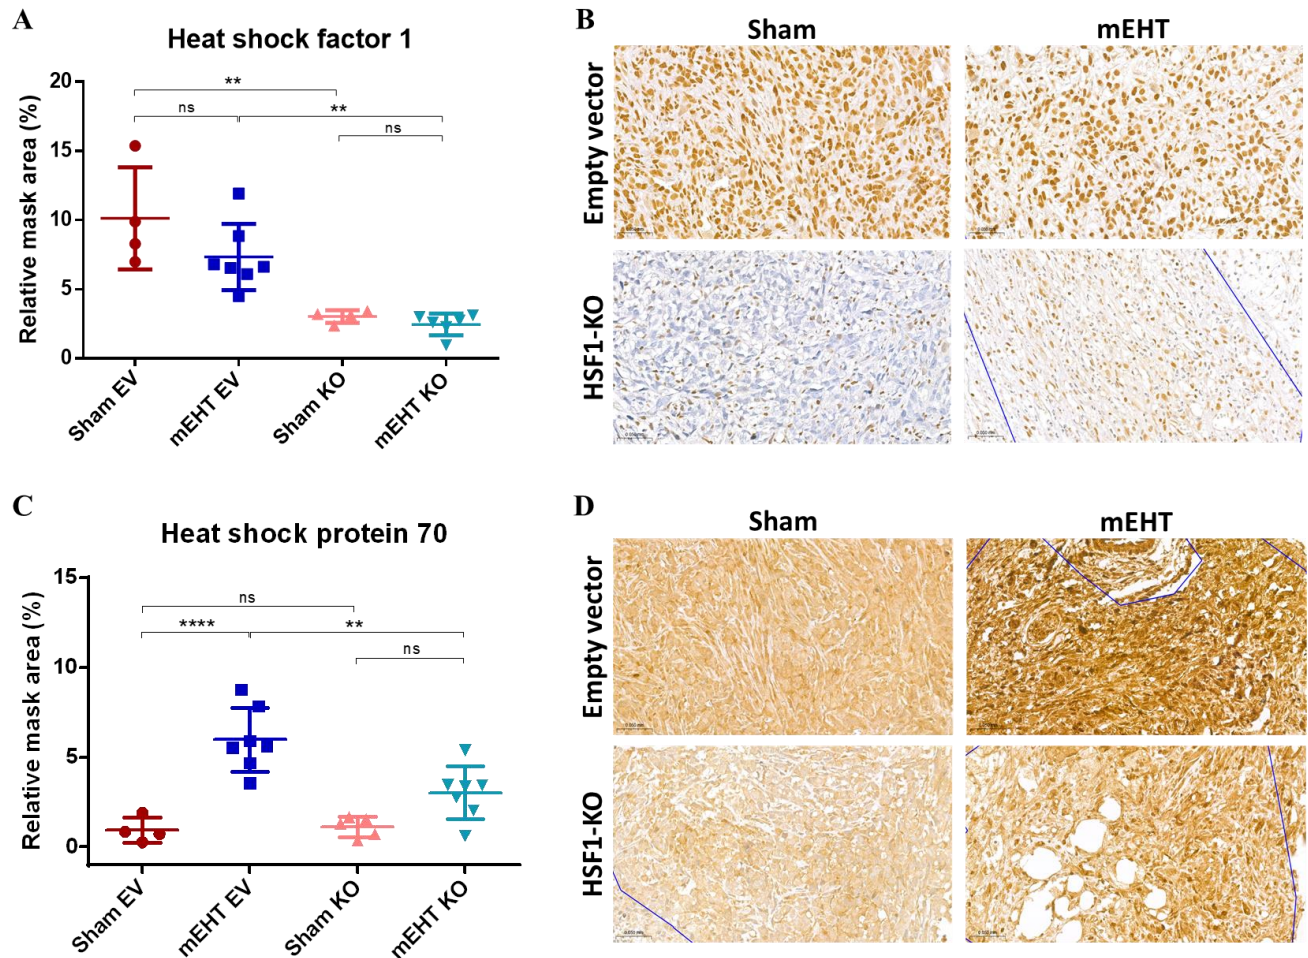 A
Heat shock factor 1
Relative mask area (%)
20
15
10
5
0
**
ns
**
ns
Sham EV
mEHT EV
Sham KO
mEHT KO
B
Sham
mEHT
Empty vector
HSF1-KO
C
Heat shock protein 70
Relative mask area (%)
15
10
5
0
ns
****
**
ns
Sham EV
mEHT EV
Sham KO
mEHT KO
D
Sham
mEHT
Empty vector
HSF1-KO